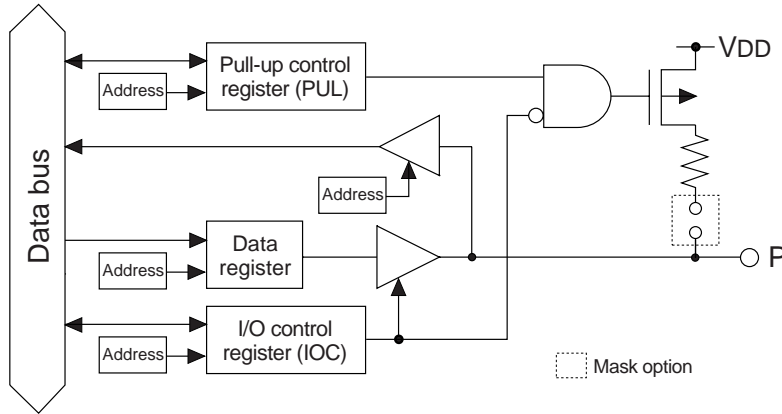 VDD
Pull-up control
register (PUL)
Address
Address
Data bus
Data
register
Address
P
I/O control
register (IOC)
Address
Mask option